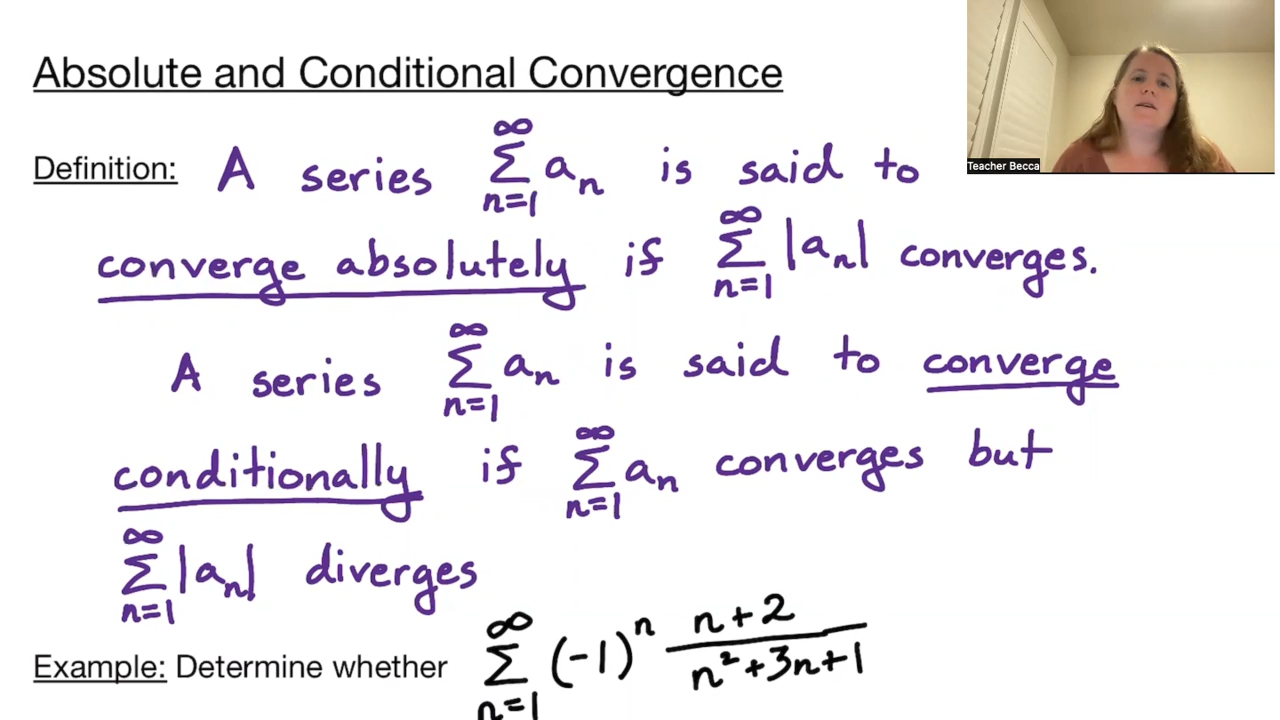 Absolute and Conditional Convergence
Teacher Becca
Definition: A series ∑_{n=1}^{∞} a_n is said to
converge absolutely if ∑_{n=1}^{∞} |a_n| converges.
A series ∑_{n=1}^{∞} a_n is said to converge
conditionally if ∑_{n=1}^{∞} a_n converges but
∑_{n=1}^{∞} |a_n| diverges
Example: Determine whether ∑_{n=1}^{∞} (-1)^n (n+2)/(n²+3n+1)